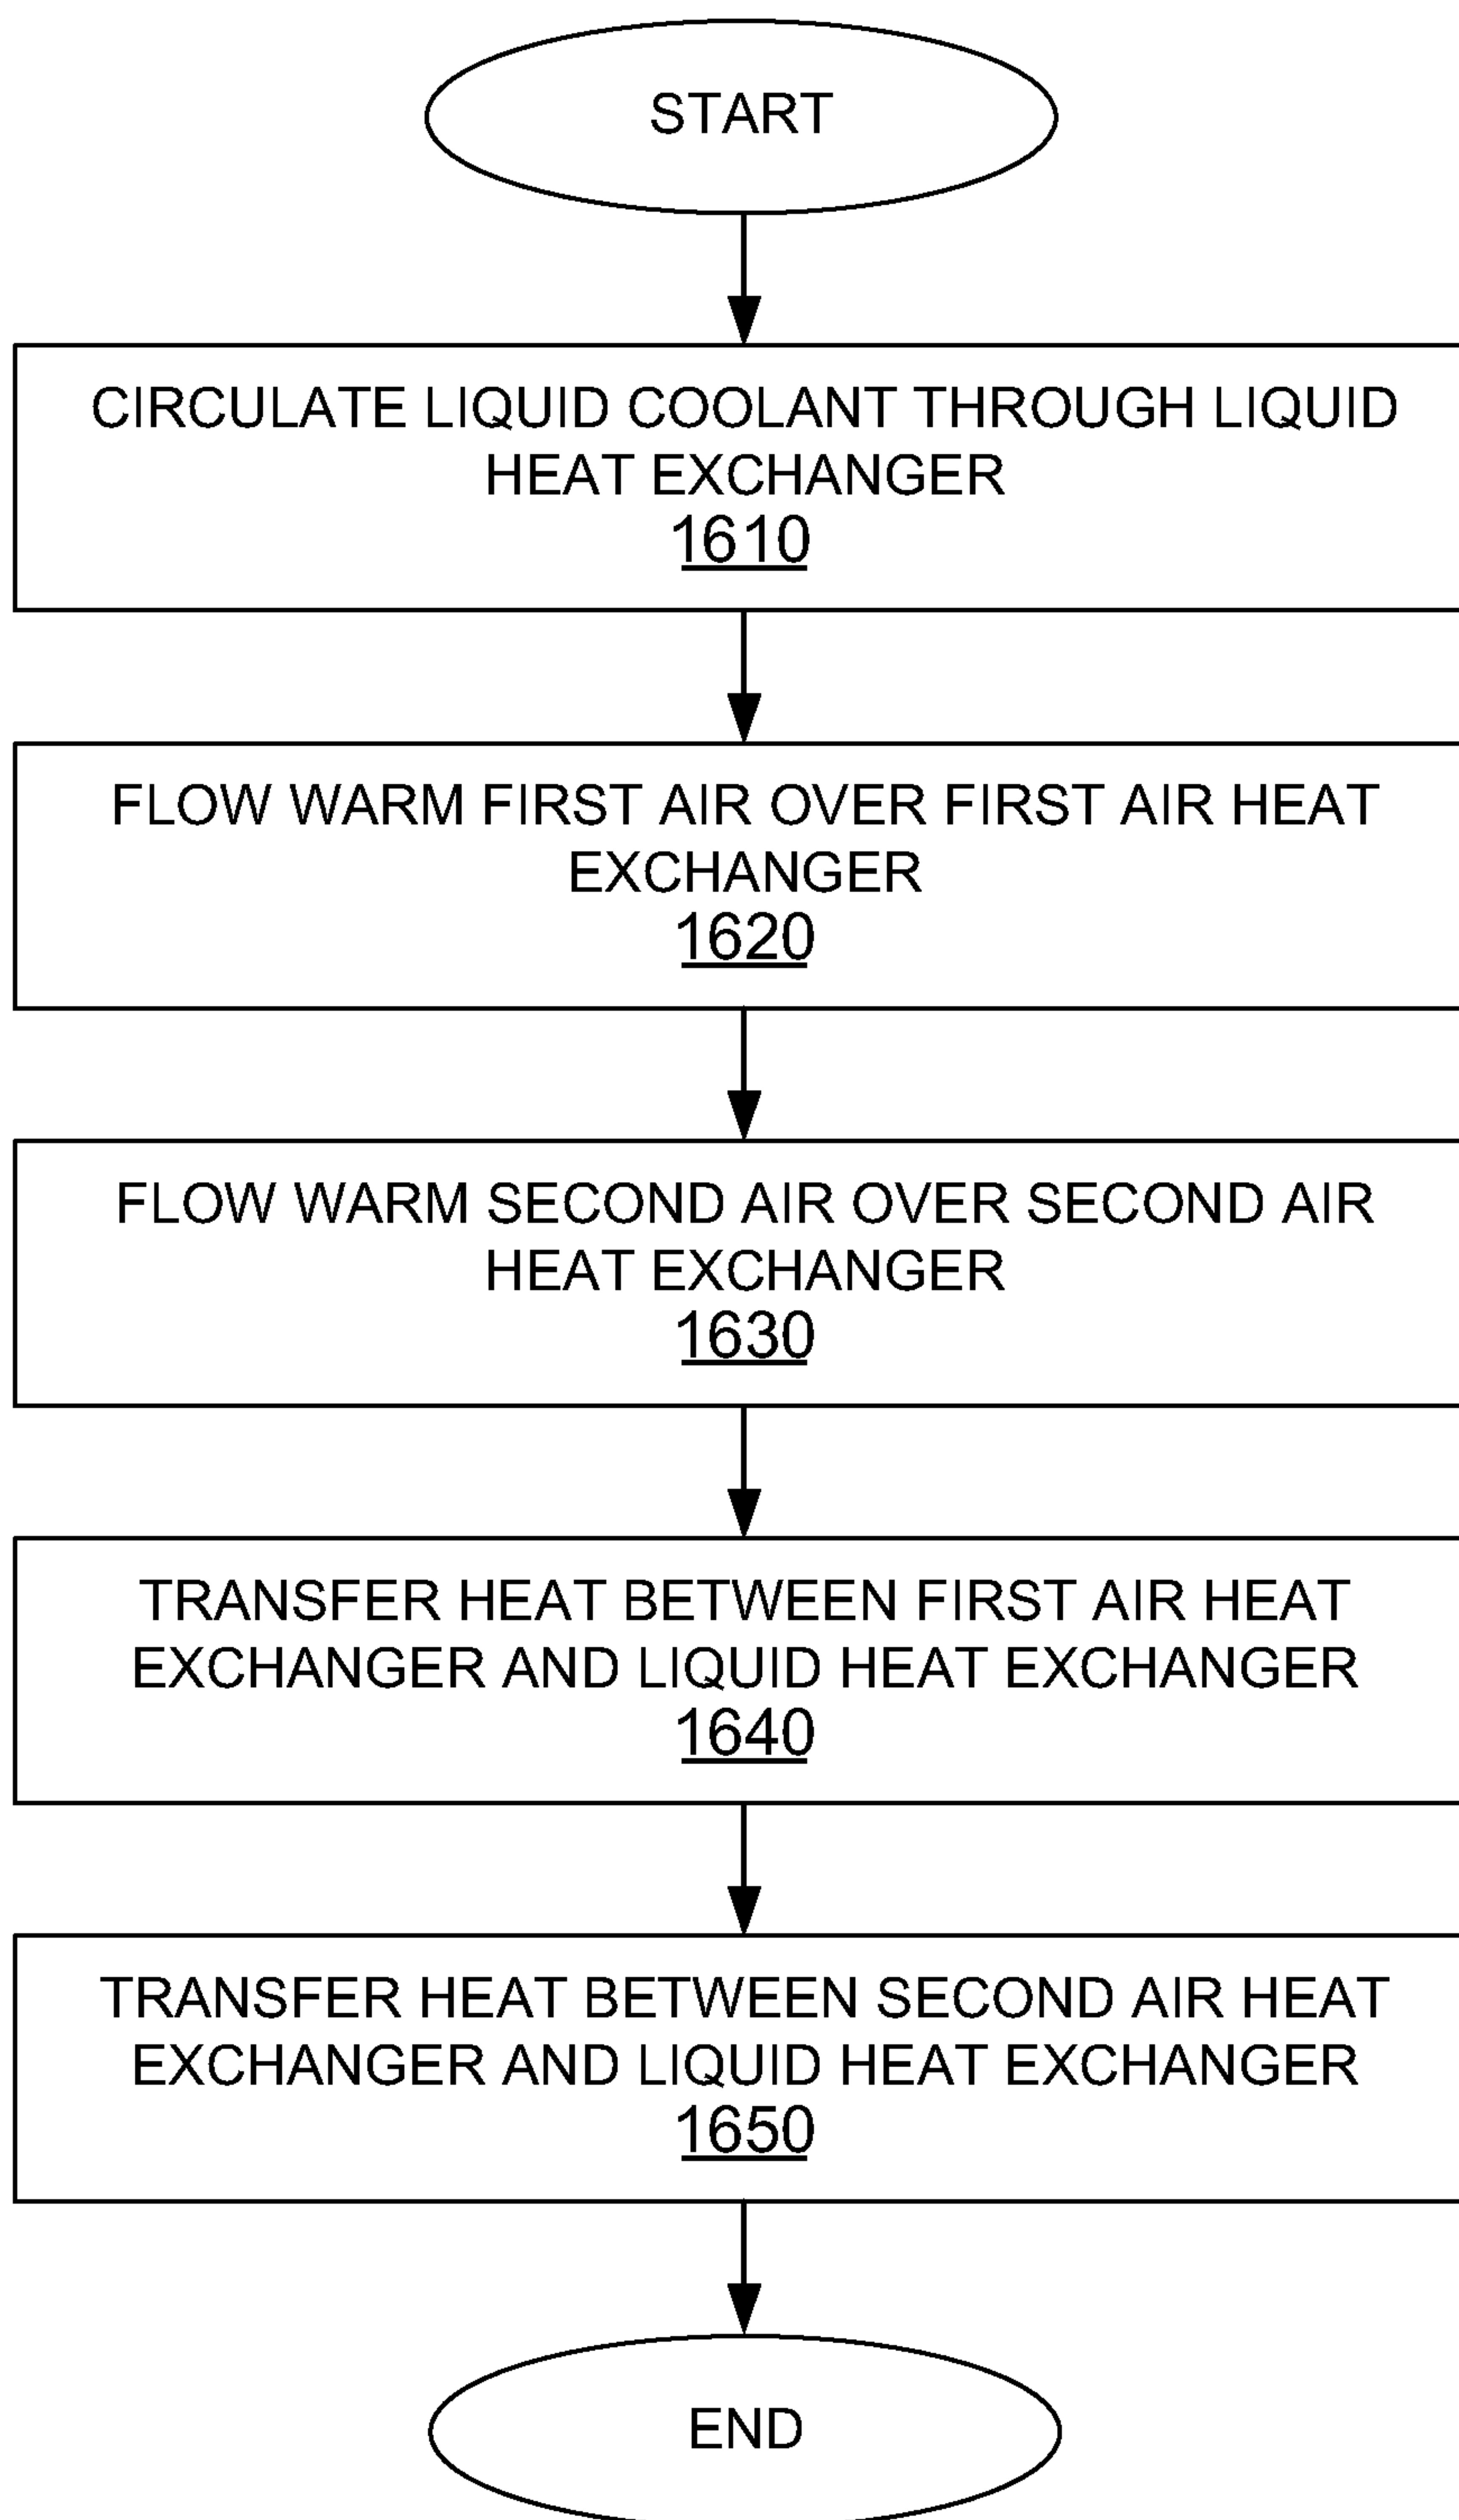 START
CIRCULATE LIQUID COOLANT THROUGH LIQUID
HEAT EXCHANGER
1610
FLOW WARM FIRST AIR OVER FIRST AIR HEAT
EXCHANGER
1620
FLOW WARM SECOND AIR OVER SECOND AIR
HEAT EXCHANGER
1630
TRANSFER HEAT BETWEEN FIRST AIR HEAT
EXCHANGER AND LIQUID HEAT EXCHANGER
1640
TRANSFER HEAT BETWEEN SECOND AIR HEAT
EXCHANGER AND LIQUID HEAT EXCHANGER
1650
END